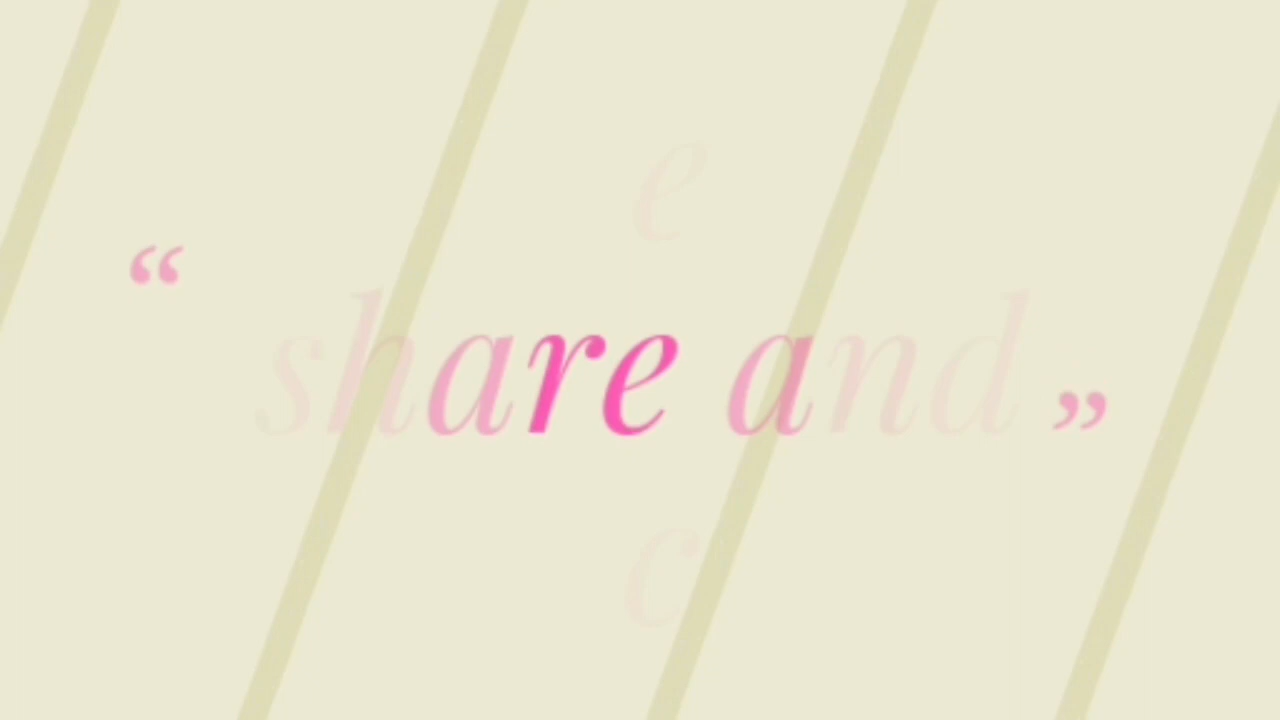 e
“ share and ”
c